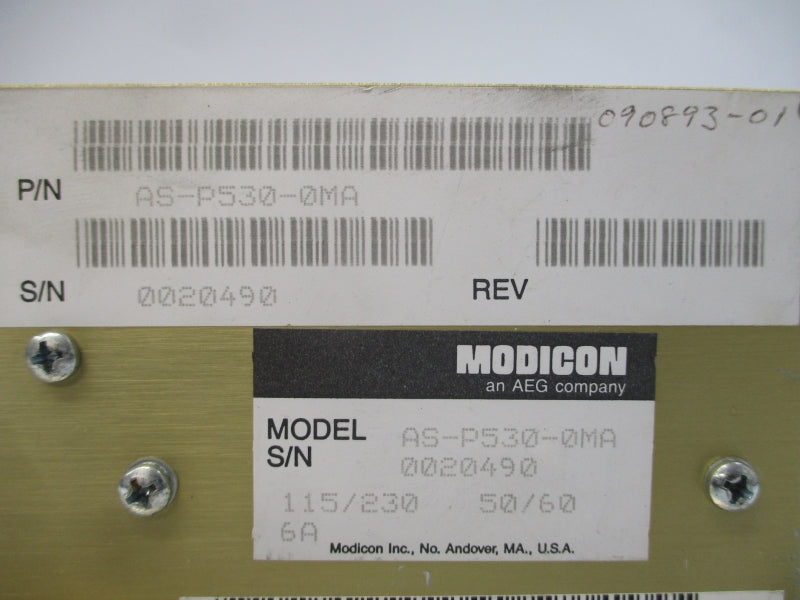 090893-01
P/N AS-P530-0MA
S/N 0020490 REV
MODICON
an AEG company
MODEL AS-P530-0MA
S/N 0020490
115/230 50/60
6A
Modicon Inc., No. Andover, MA., U.S.A.